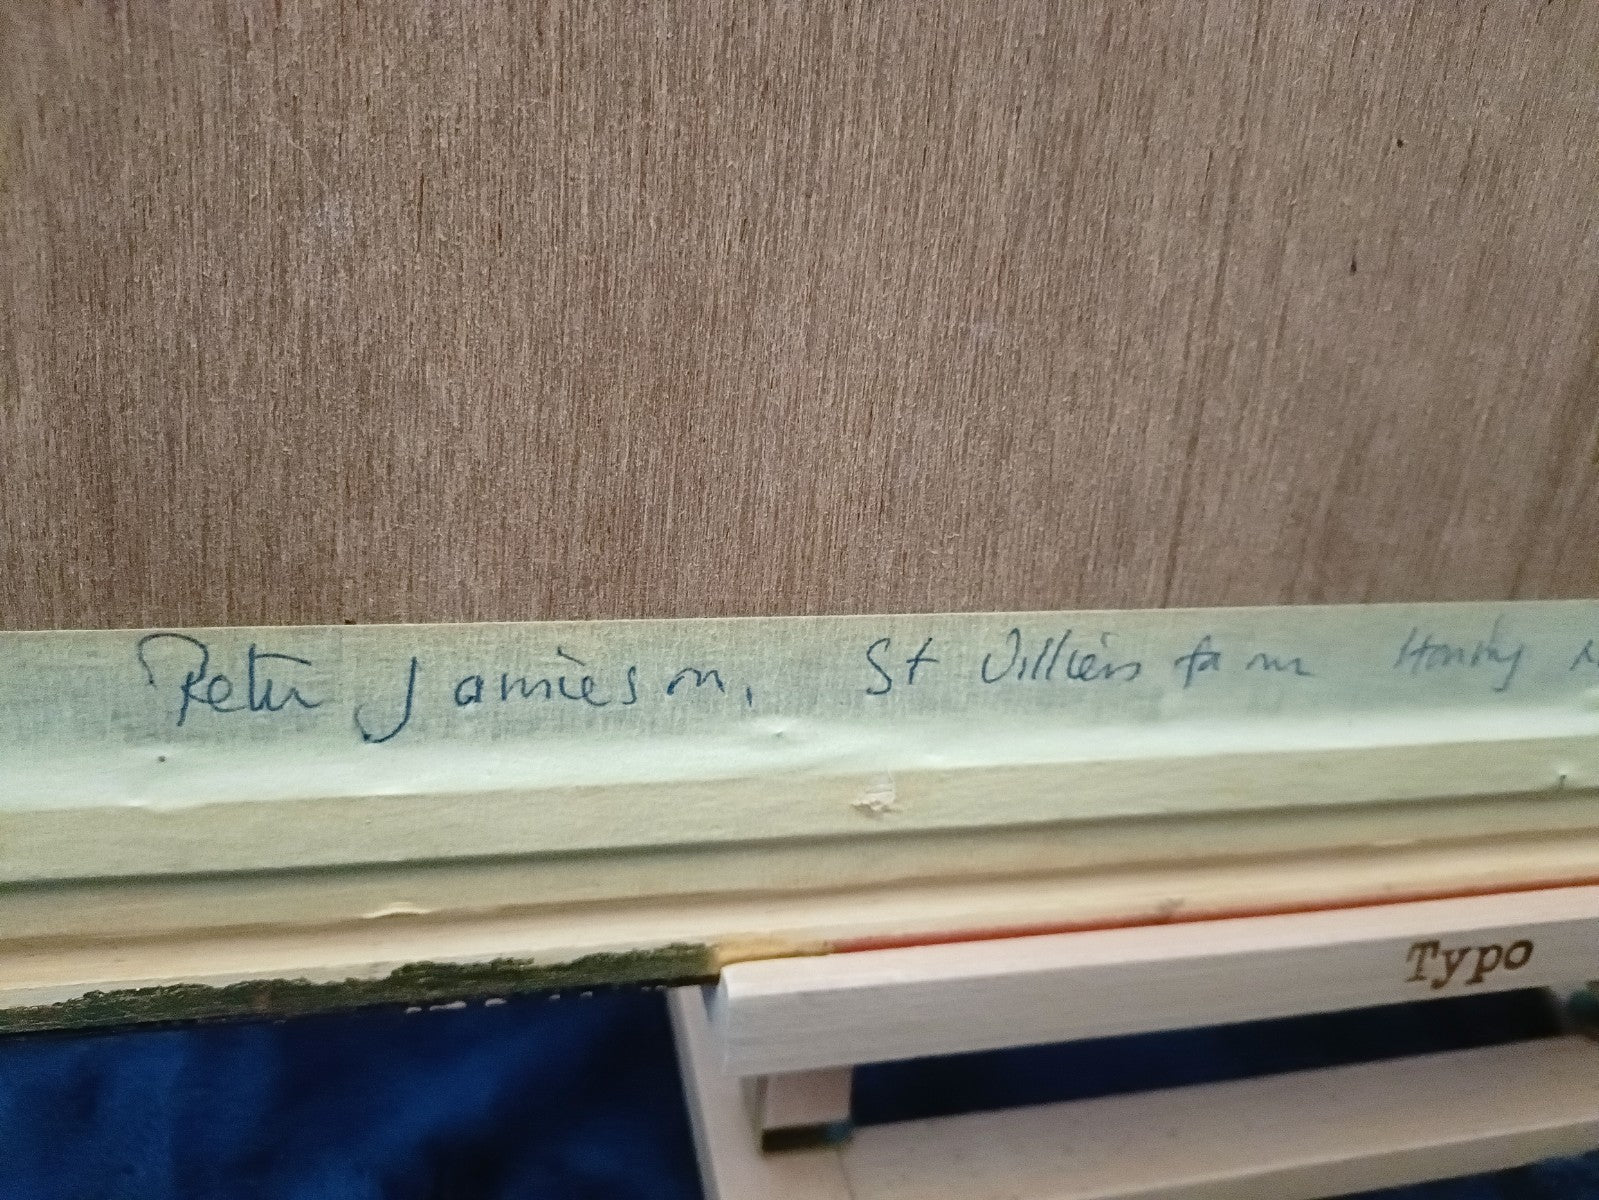 Peter Jamieson, St Villiers farm
Typo